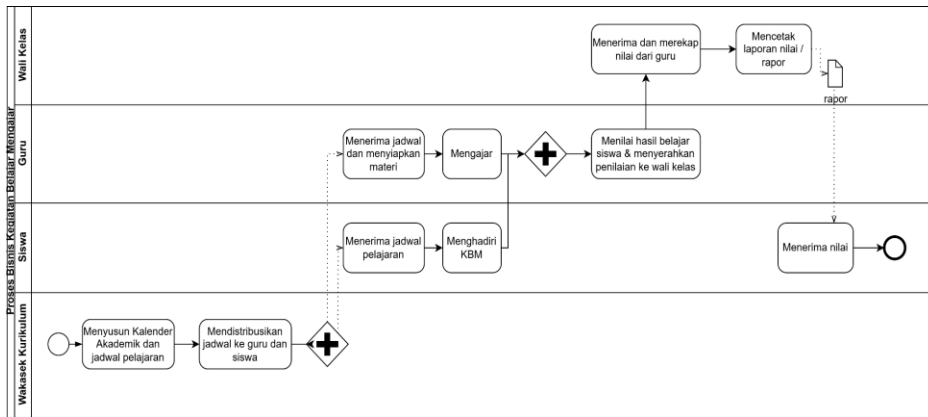 Proses Bisnis Kegiatan Belajar Mengajar
Wali Kelas
Menerima dan merekap
nilai dari guru
Mencetak
laporan nilai /
rapor
rapor
Guru
Menerima jadwal
dan menyiapkan
materi
Mengajar
Menilai hasil belajar
siswa & menyerahkan
penilaian ke wali kelas
Siswa
Menerima jadwal
pelajaran
Menghadiri
KBM
Menerima nilai
Wakasek Kurikulum
Menyusun Kalender
Akademik dan
jadwal pelajaran
Mendistribusikan
jadwal ke guru dan
siswa